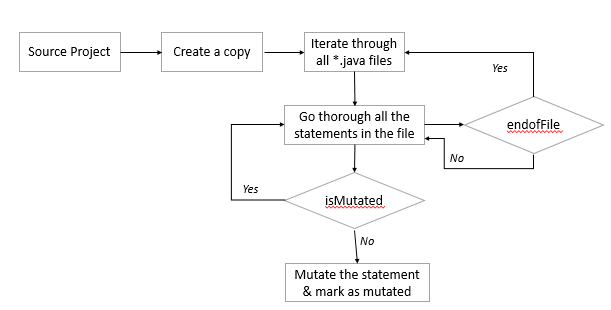 Source Project
Create a copy
Iterate through
all *.java files
Yes
Go thorough all the
statements in the file
endofFile
No
Yes
isMutated
No
Mutate the statement
& mark as mutated